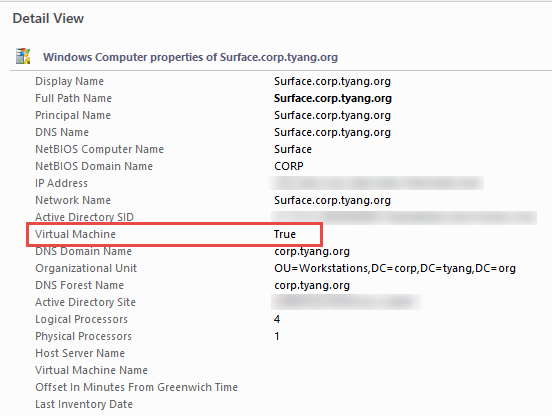 Detail View
Windows Computer properties of Surface.corp.tyang.org
Display Name Surface.corp.tyang.org
Full Path Name Surface.corp.tyang.org
Principal Name Surface.corp.tyang.org
DNS Name Surface.corp.tyang.org
NetBIOS Computer Name Surface
NetBIOS Domain Name CORP
IP Address
Network Name Surface.corp.tyang.org
Active Directory SID
Virtual Machine True
DNS Domain Name corp.tyang.org
Organizational Unit OU=Workstations,DC=corp,DC=tyang,DC=org
DNS Forest Name corp.tyang.org
Active Directory Site
Logical Processors 4
Physical Processors 1
Host Server Name
Virtual Machine Name
Offset In Minutes From Greenwich Time
Last Inventory Date